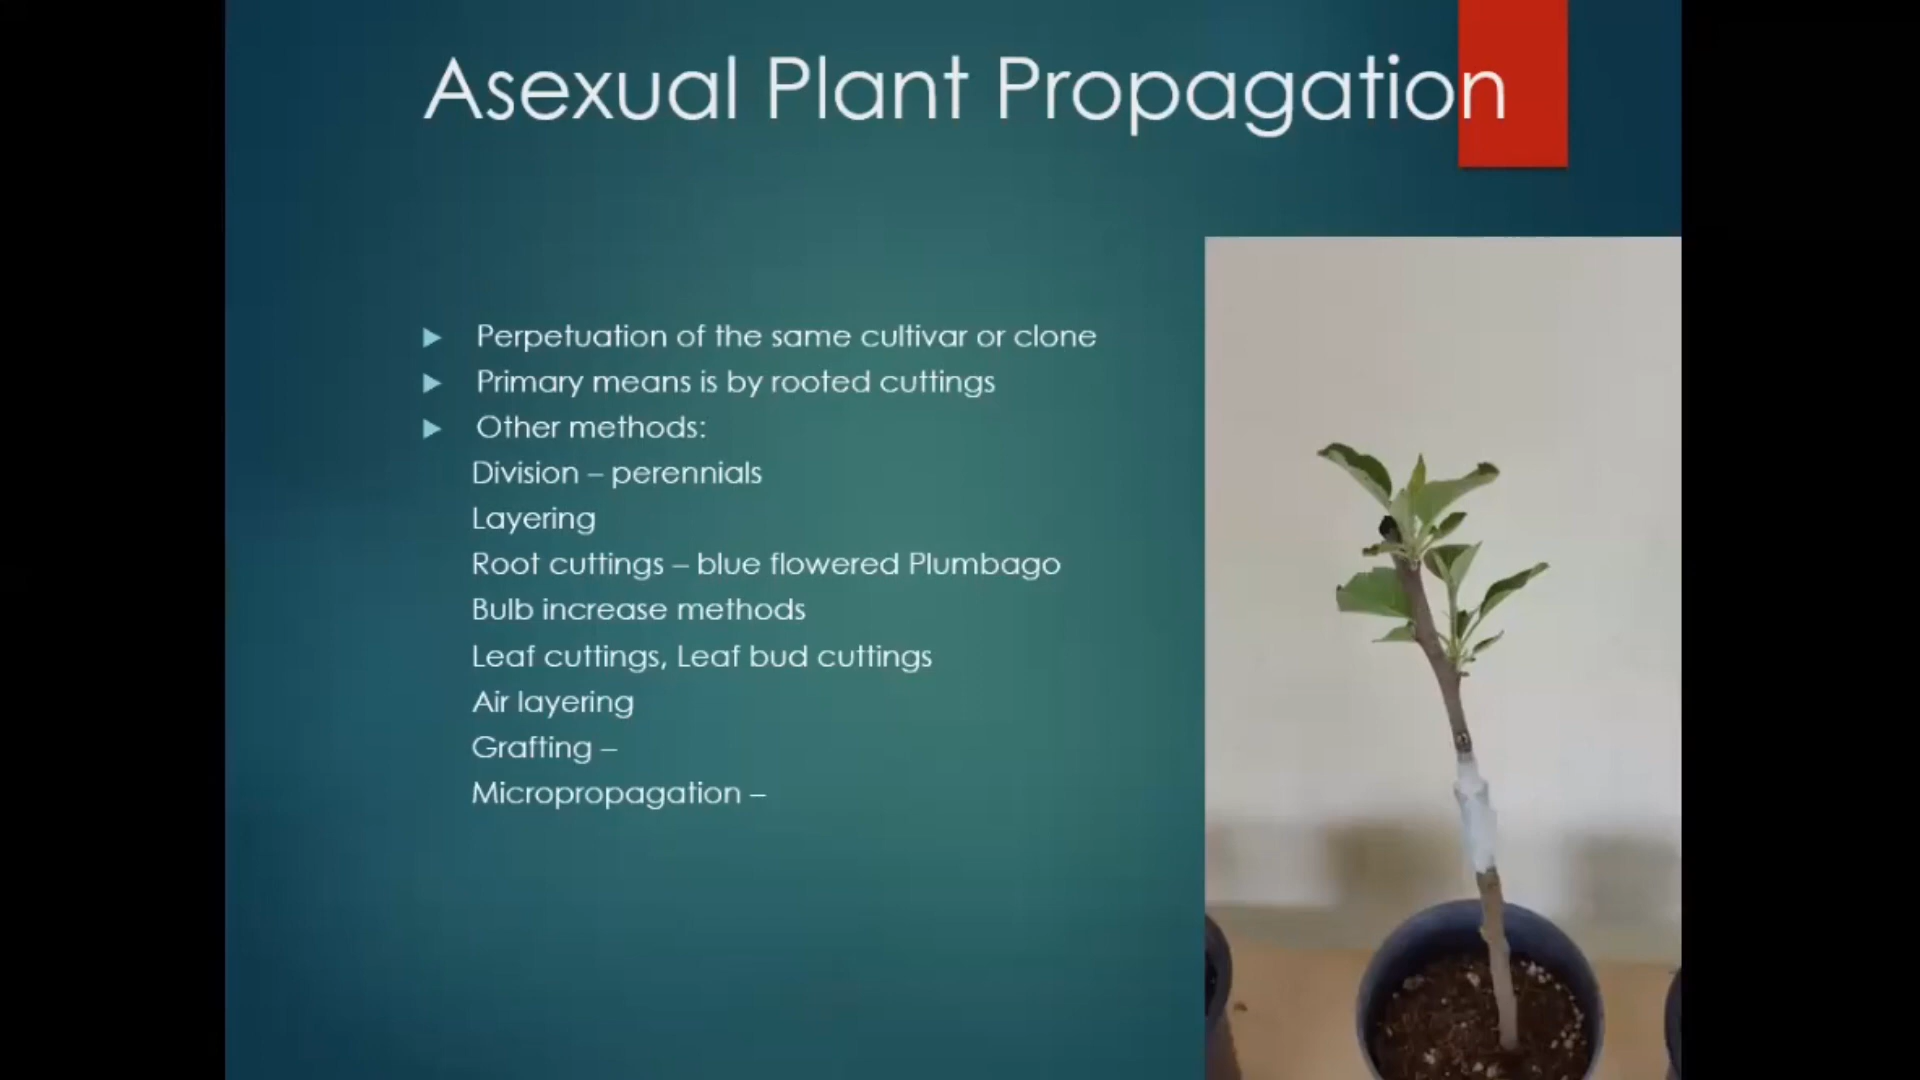 Asexual Plant Propagation
Perpetuation of the same cultivar or clone
Primary means is by rooted cuttings
Other methods:
Division – perennials
Layering
Root cuttings – blue flowered Plumbago
Bulb increase methods
Leaf cuttings, Leaf bud cuttings
Air layering
Grafting –
Micropropagation –